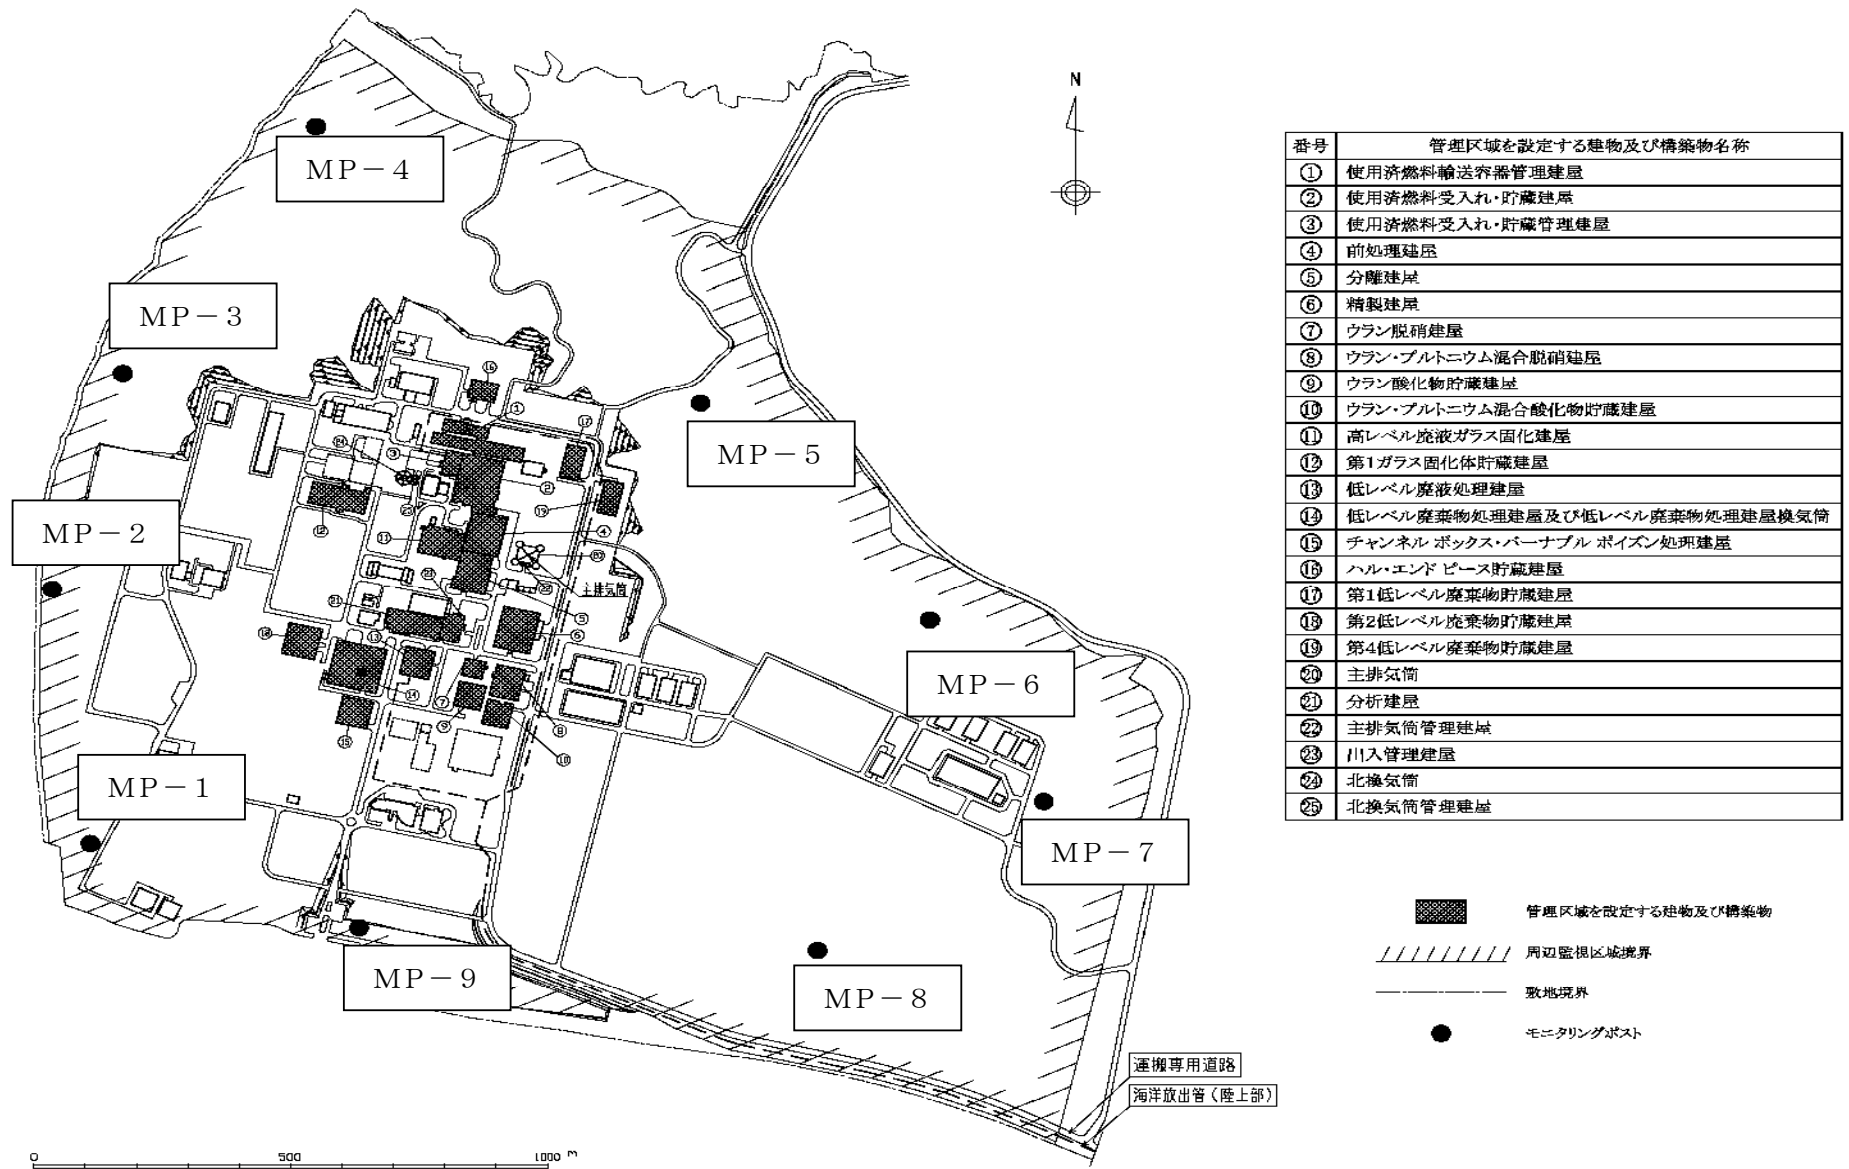 N
MP－4
MP－3
MP－5
MP－2
MP－6
MP－1
MP－7
MP－9
MP－8
主排気筒
運搬専用道路
海洋放出管（陸上部）
0 500 1000 m
番号 管理区域を設定する建物及び構築物名称
① 使用済燃料輸送容器管理建屋
② 使用済燃料受入れ・貯蔵建屋
③ 使用済燃料受入れ・貯蔵管理建屋
④ 前処理建屋
⑤ 分離建屋
⑥ 精製建屋
⑦ ウラン脱硝建屋
⑧ ウラン・プルトニウム混合脱硝建屋
⑨ ウラン酸化物貯蔵建屋
⑩ ウラン・プルトニウム混合酸化物貯蔵建屋
⑪ 高レベル廃液ガラス固化建屋
⑫ 第1ガラス固化体貯蔵建屋
⑬ 低レベル廃液処理建屋
⑭ 低レベル廃棄物処理建屋及び低レベル廃棄物処理建屋換気筒
⑮ チャンネル ボックス・バーナブル ポイズン処理建屋
⑯ ハル・エンド ピース貯蔵建屋
⑰ 第1低レベル廃棄物貯蔵建屋
⑱ 第2低レベル廃棄物貯蔵建屋
⑲ 第4低レベル廃棄物貯蔵建屋
⑳ 主排気筒
㉑ 分析建屋
㉒ 主排気筒管理建屋
㉓ 出入管理建屋
㉔ 北換気筒
㉕ 北換気筒管理建屋
管理区域を設定する建物及び構築物
周辺監視区域境界
敷地境界
モニタリングポスト